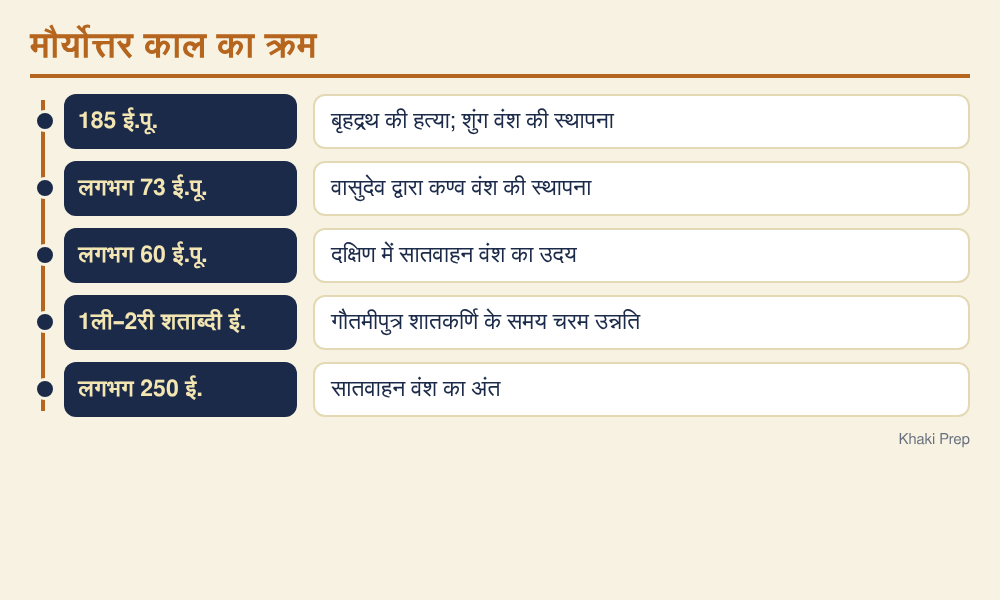 मौर्योत्तर काल का क्रम
185 ई.पू.
बृहद्रथ की हत्या; शुंग वंश की स्थापना
लगभग 73 ई.पू.
वासुदेव द्वारा कण्व वंश की स्थापना
लगभग 60 ई.पू.
दक्षिण में सातवाहन वंश का उदय
1ली–2री शताब्दी ई.
गौतमीपुत्र शातकर्णि के समय चरम उन्नति
लगभग 250 ई.
सातवाहन वंश का अंत
Khaki Prep